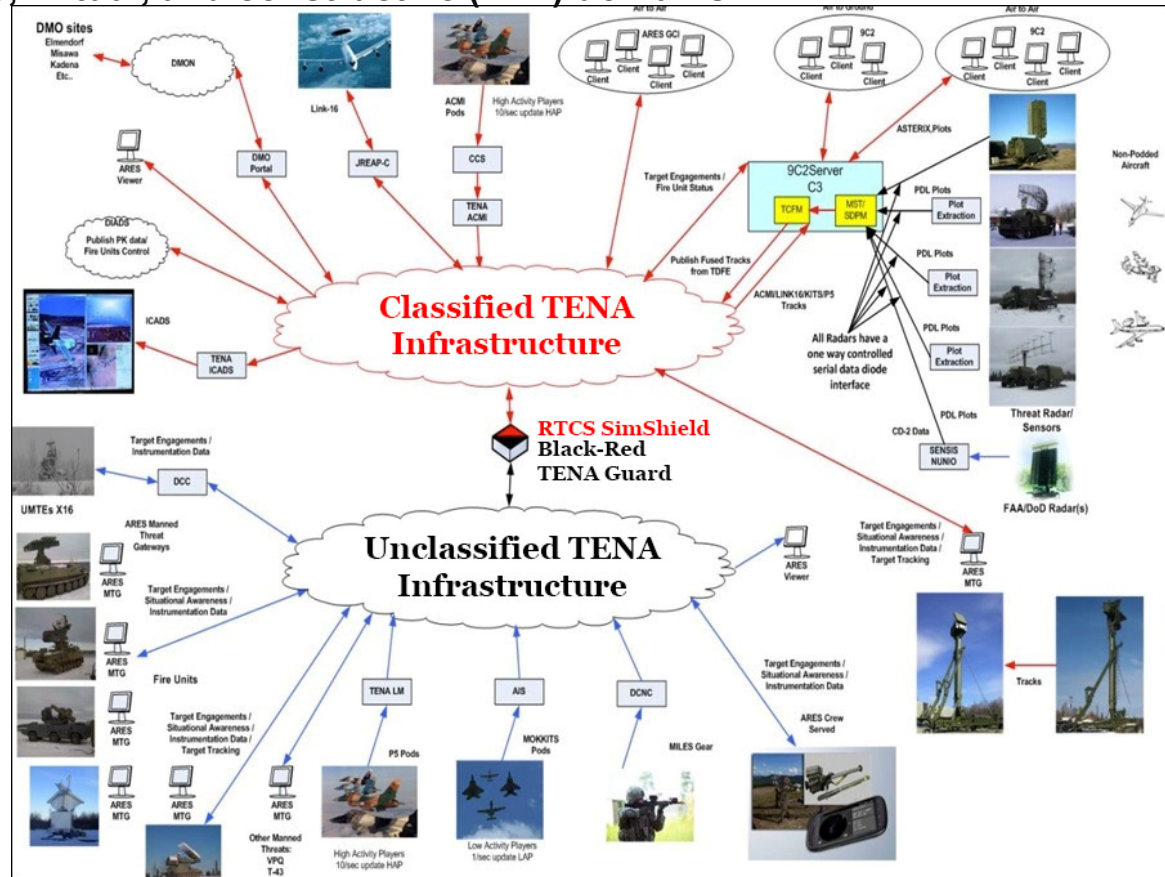 DMO sites
Elmendorf
Misawa
Kadena
Etc..
DMON
Link-16
ACMI
Pods
High Activity Players
10/sec update HAP
Air to Air
ARES GCI
Client
Client
Client
Client
Air to Ground
9C2
Client
Client
Client
Client
Air to Air
9C2
Client
Client
Client
Client
ARES
Viewer
DMO
Portal
JREAP-C
CCS
TENA
ACMI
Target Engagements /
Fire Unit Status
ASTERIX,Plots
9C2Server
C3
TCFM
MST/
SDPM
PDL Plots
Plot
Extraction
PDL Plots
Plot
Extraction
PDL Plots
Plot
Extraction
PDL Plots
Non-Podded
Aircraft
DIADS
Publish PK data/
Fire Units Control
Publish Fused Tracks
from TDFE
ACMI/LINK16/KITS/P5
Tracks
All Radars have a
one way controlled
serial data diode
interface
ICADS
TENA
ICADS
Classified TENA
Infrastructure
Threat Radar/
Sensors
CD-2 Data
SENSIS
NUNIO
FAA/DoD Radar(s)
RTCS SimShield
Black-Red
TENA Guard
Target Engagements /
Instrumentation Data
DCC
UMTEs X16
ARES Manned
Threat
Gateways
ARES
MTG
Target Engagements /
Situational Awareness /
Instrumentation Data
ARES
MTG
Fire Units
ARES
MTG
Unclassified TENA
Infrastructure
ARES
Viewer
Target Engagements /
Situational Awareness /
Instrumentation Data /
Target Tracking
ARES
MTG
Tracks
Target Engagements /
Situational Awareness /
Instrumentation Data /
Target Tracking
ARES
MTG
ARES
MTG
Other Manned
Threats:
VPQ
T-43
TENA LM
P5 Pods
High Activity Players
10/sec update HAP
AIS
MOKKITS
Pods
Low Activity Players
1/sec update LAP
DCNC
MILES Gear
Target Engagements /
Situational Awareness /
Instrumentation Data
ARES Crew
Served